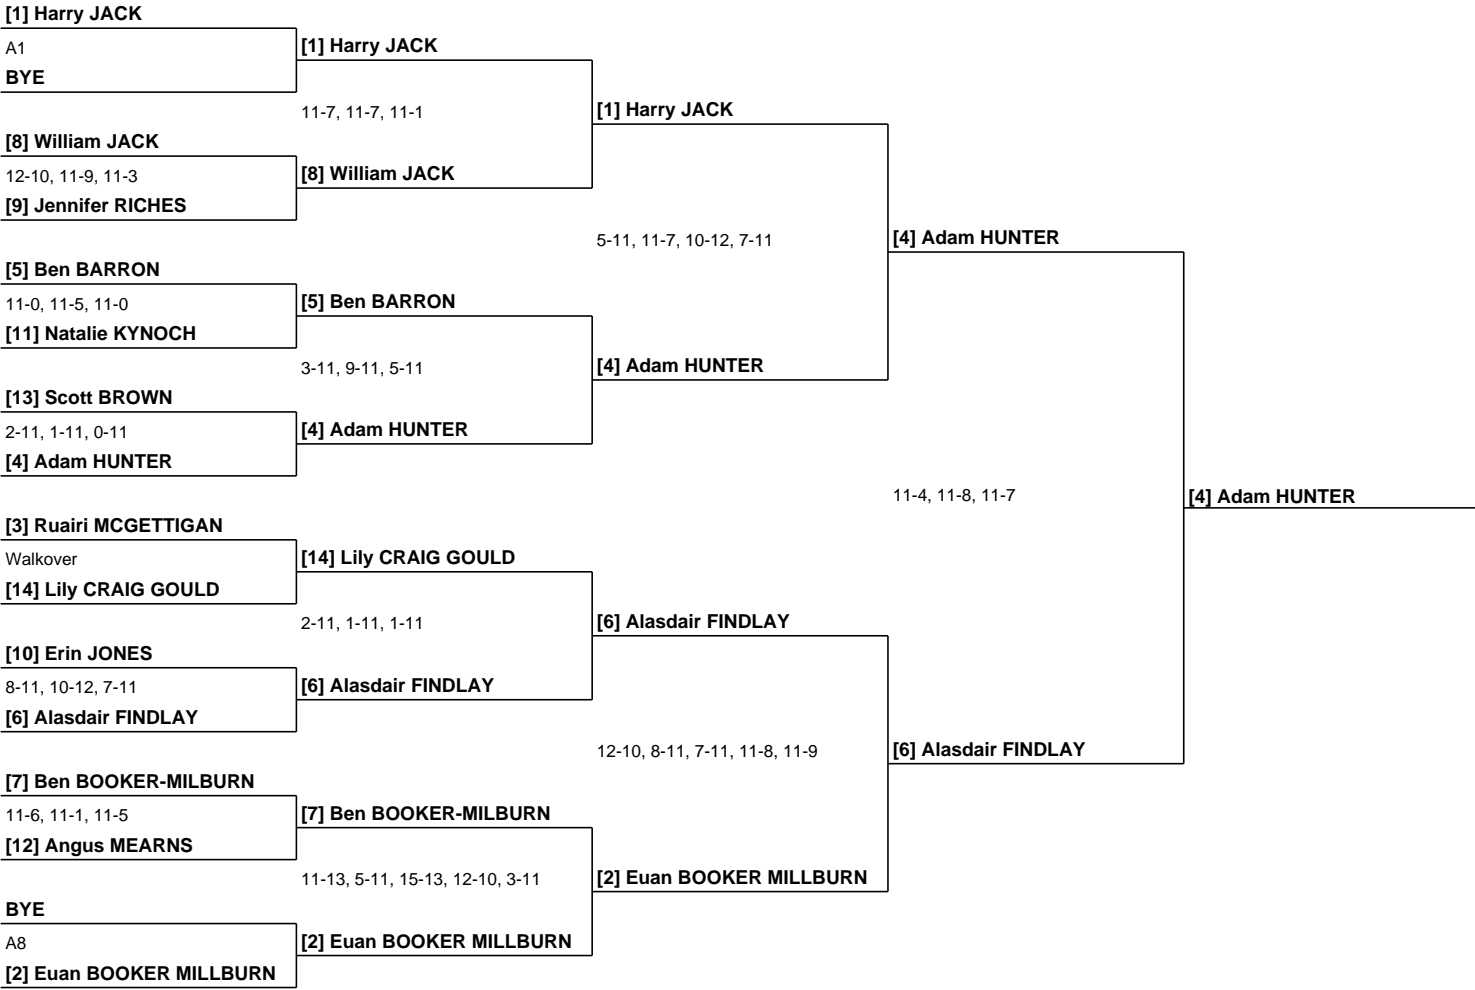 [1] Harry JACK
A1
BYE
[8] William JACK
12-10, 11-9, 11-3
[9] Jennifer RICHES
[5] Ben BARRON
11-0, 11-5, 11-0
[11] Natalie KYNOCH
[13] Scott BROWN
2-11, 1-11, 0-11
[4] Adam HUNTER
[3] Ruairi MCGETTIGAN
Walkover
[14] Lily CRAIG GOULD
[10] Erin JONES
8-11, 10-12, 7-11
[6] Alasdair FINDLAY
[7] Ben BOOKER-MILBURN
11-6, 11-1, 11-5
[12] Angus MEARNS
BYE
A8
[2] Euan BOOKER MILLBURN
[1] Harry JACK
11-7, 11-7, 11-1
[8] William JACK
[5] Ben BARRON
3-11, 9-11, 5-11
[4] Adam HUNTER
[14] Lily CRAIG GOULD
2-11, 1-11, 1-11
[6] Alasdair FINDLAY
[7] Ben BOOKER-MILBURN
11-13, 5-11, 15-13, 12-10, 3-11
[2] Euan BOOKER MILLBURN
[1] Harry JACK
5-11, 11-7, 10-12, 7-11
[4] Adam HUNTER
[6] Alasdair FINDLAY
12-10, 8-11, 7-11, 11-8, 11-9
[2] Euan BOOKER MILLBURN
[4] Adam HUNTER
11-4, 11-8, 11-7
[6] Alasdair FINDLAY
[4] Adam HUNTER